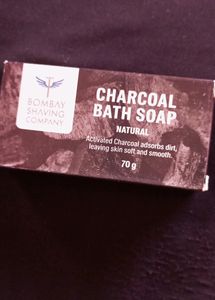 BOMBAY
SHAVING
COMPANY
CHARCOAL
BATH SOAP
NATURAL
Activated Charcoal adsorbs dirt,
leaving skin soft and smooth.
70 g